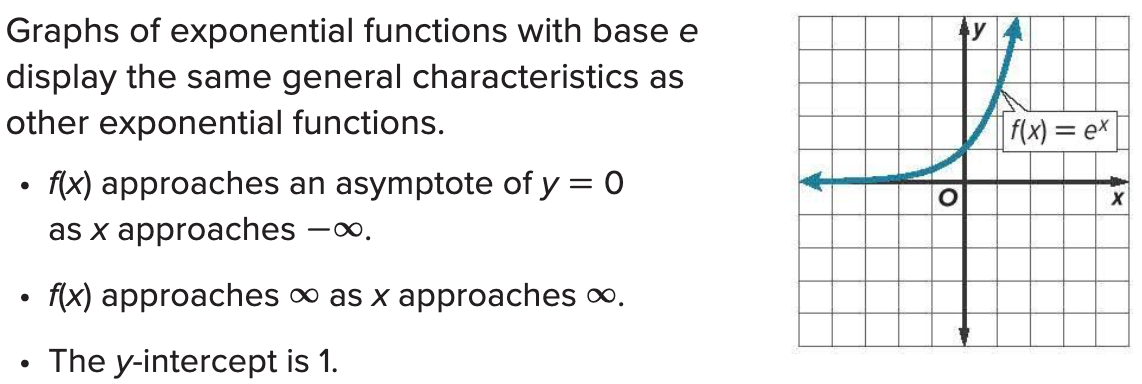 Graphs of exponential functions with base e
display the same general characteristics as
other exponential functions.
• f(x) approaches an asymptote of y = 0
as x approaches −∞.
• f(x) approaches ∞ as x approaches ∞.
• The y-intercept is 1.
y
f(x) = eˣ
O
x